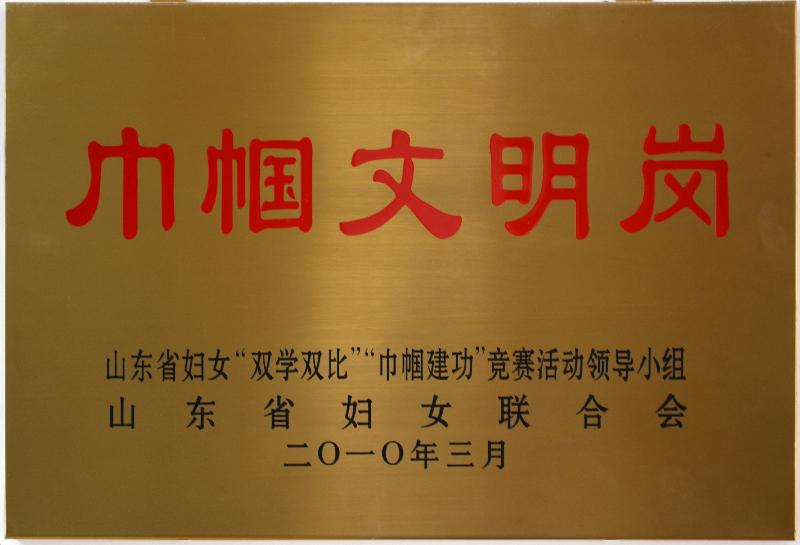 巾帼文明岗
山东省妇女“双学双比”“巾帼建功”竞赛活动领导小组
山东省妇女联合会
二〇一〇年三月